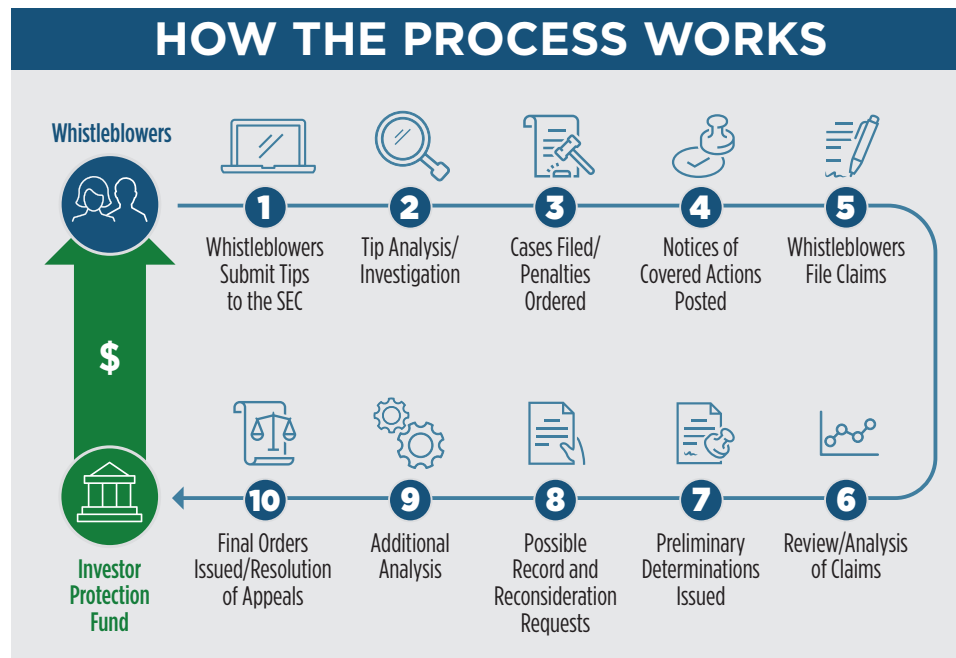 HOW THE PROCESS WORKS
Whistleblowers
1
Whistleblowers
Submit Tips
to the SEC
2
Tip Analysis/
Investigation
3
Cases Filed/
Penalties
Ordered
4
Notices of
Covered Actions
Posted
5
Whistleblowers
File Claims
6
Review/Analysis
of Claims
7
Preliminary
Determinations
Issued
8
Possible
Record and
Reconsideration
Requests
9
Additional
Analysis
10
Final Orders
Issued/Resolution
of Appeals
Investor
Protection
Fund
$